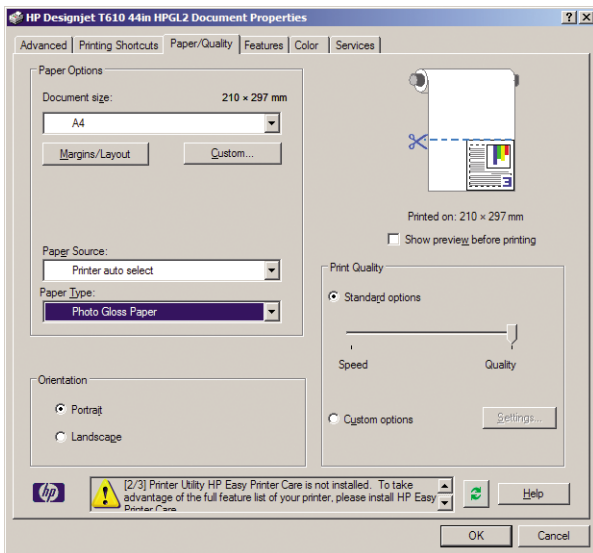 HP Designjet T610 44in HPGL2 Document Properties
Advanced Printing Shortcuts Paper/Quality Features Color Services
Paper Options
Document size: 210 × 297 mm
A4
Margins/Layout Custom...
Printed on: 210 × 297 mm
Show preview before printing
Paper Source:
Printer auto select
Paper Type:
Photo Gloss Paper
Print Quality
Standard options
Speed Quality
Custom options Settings...
Orientation
Portrait
Landscape
hp
[2/3] Printer Utility HP Easy Printer Care is not installed. To take
advantage of the full feature list of your printer, please install HP Easy
Printer Care
Help
OK Cancel